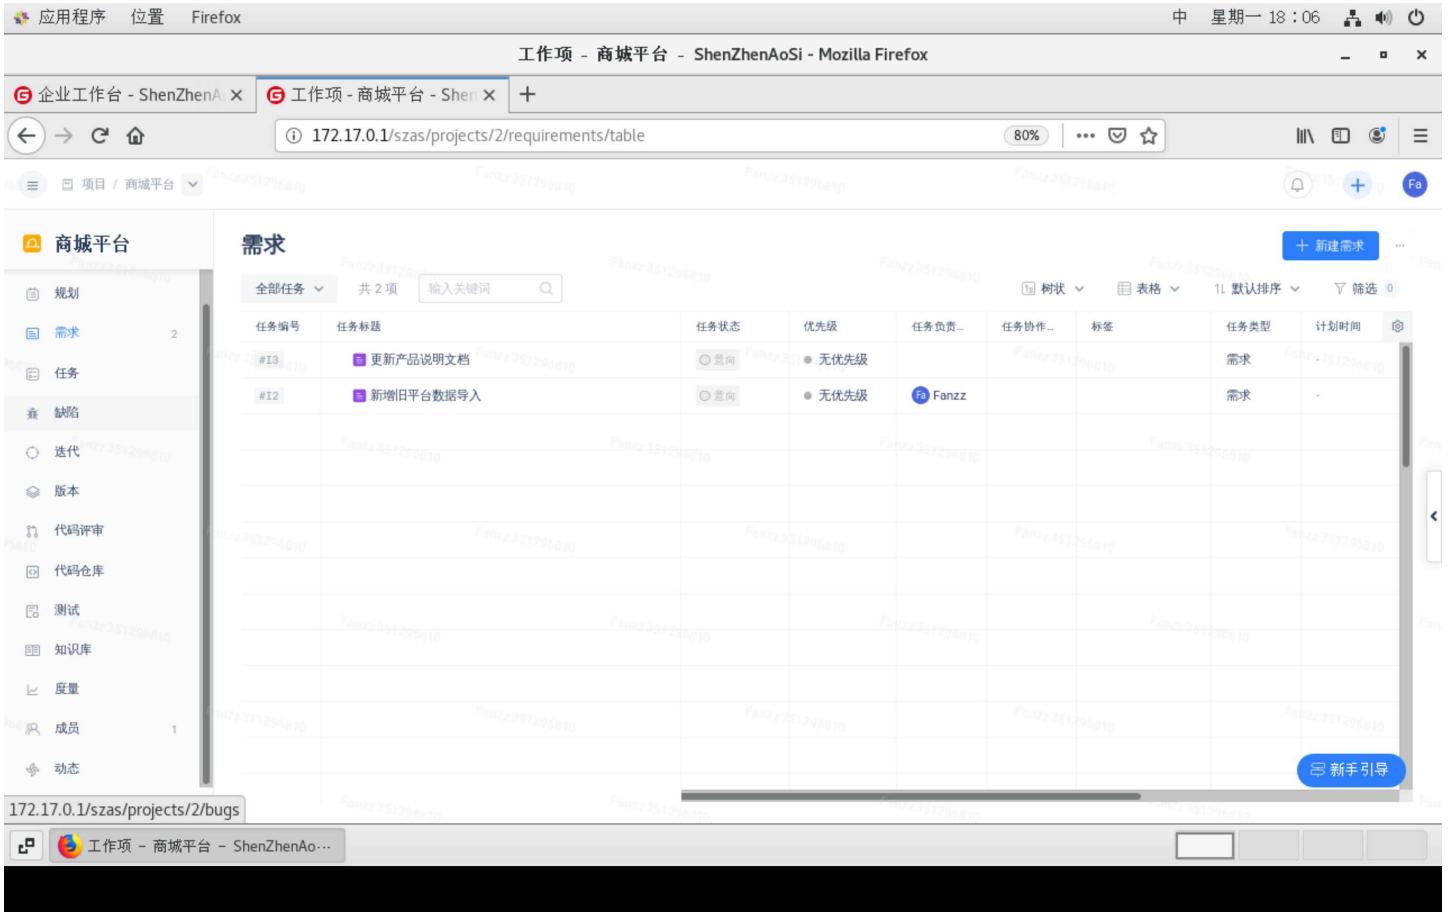 应用程序 位置 Firefox 中 星期一 18：06
工作项 - 商城平台 - ShenZhenAoSi - Mozilla Firefox
企业工作台 - ShenZhenA 工作项 - 商城平台 - Shen
172.17.0.1/szas/projects/2/requirements/table 80%
项目 / 商城平台 Fa
商城平台
规划
需求 2
任务
缺陷
迭代
版本
代码评审
代码仓库
测试
知识库
度量
成员 1
动态
需求 + 新建需求
全部任务 共 2 项 输入关键词 树状 表格 默认排序 筛选 0
任务编号 任务标题 任务状态 优先级 任务负责... 任务协作... 标签 任务类型 计划时间
#I3 更新产品说明文档 意向 无优先级 需求 -
#I2 新增旧平台数据导入 意向 无优先级 Fa Fanzz 需求 -
新手引导
172.17.0.1/szas/projects/2/bugs
工作项 - 商城平台 - ShenZhenAo···